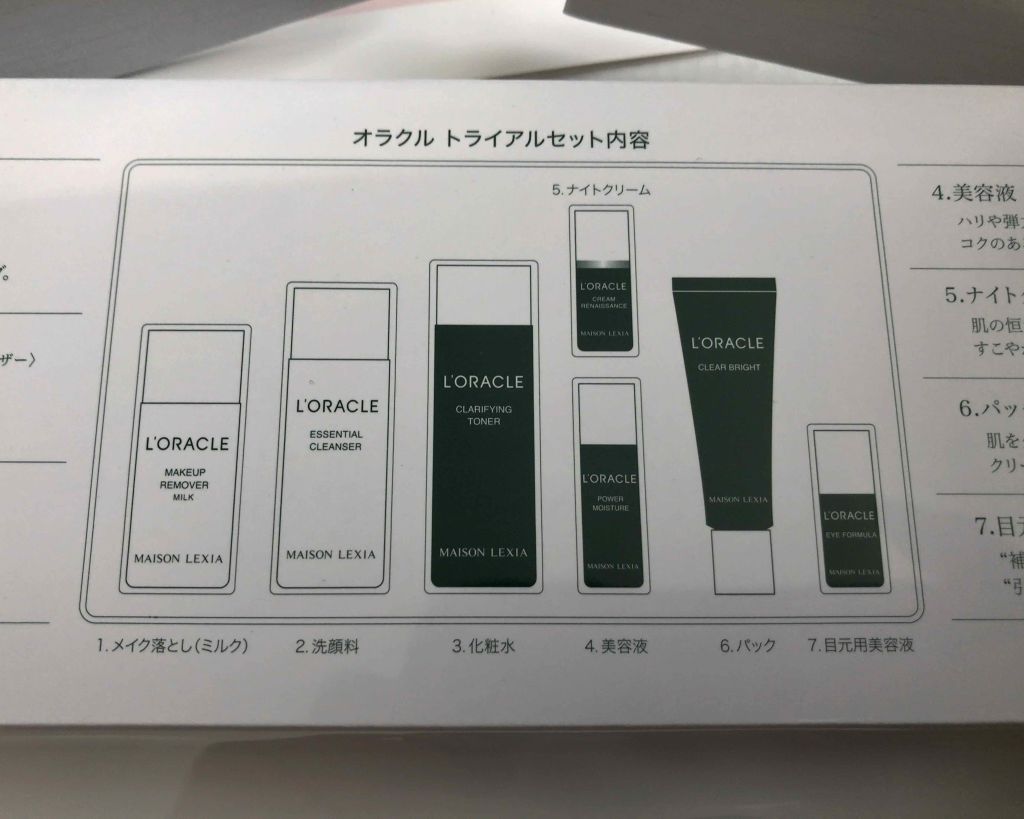 オラクル トライアルセット内容
5.ナイトクリーム
L'ORACLE
CREAM
RENAISSANCE
MAISON LEXIA
L'ORACLE
MAKEUP
REMOVER
MILK
MAISON LEXIA
L'ORACLE
ESSENTIAL
CLEANSER
MAISON LEXIA
L'ORACLE
CLARIFYING
TONER
MAISON LEXIA
L'ORACLE
POWER
MOISTURE
MAISON LEXIA
L'ORACLE
CLEAR BRIGHT
MAISON LEXIA
L'ORACLE
EYE FORMULA
MAISON LEXIA
1.メイク落とし(ミルク)
2.洗顔料
3.化粧水
4.美容液
6.パック
7.目元用美容液
。
ザー〉
4.美容液
ハリや弾
コクのあ
5.ナイト
肌の恒
すこや
6.パッ
肌を
クリー
7.目
“補
“引